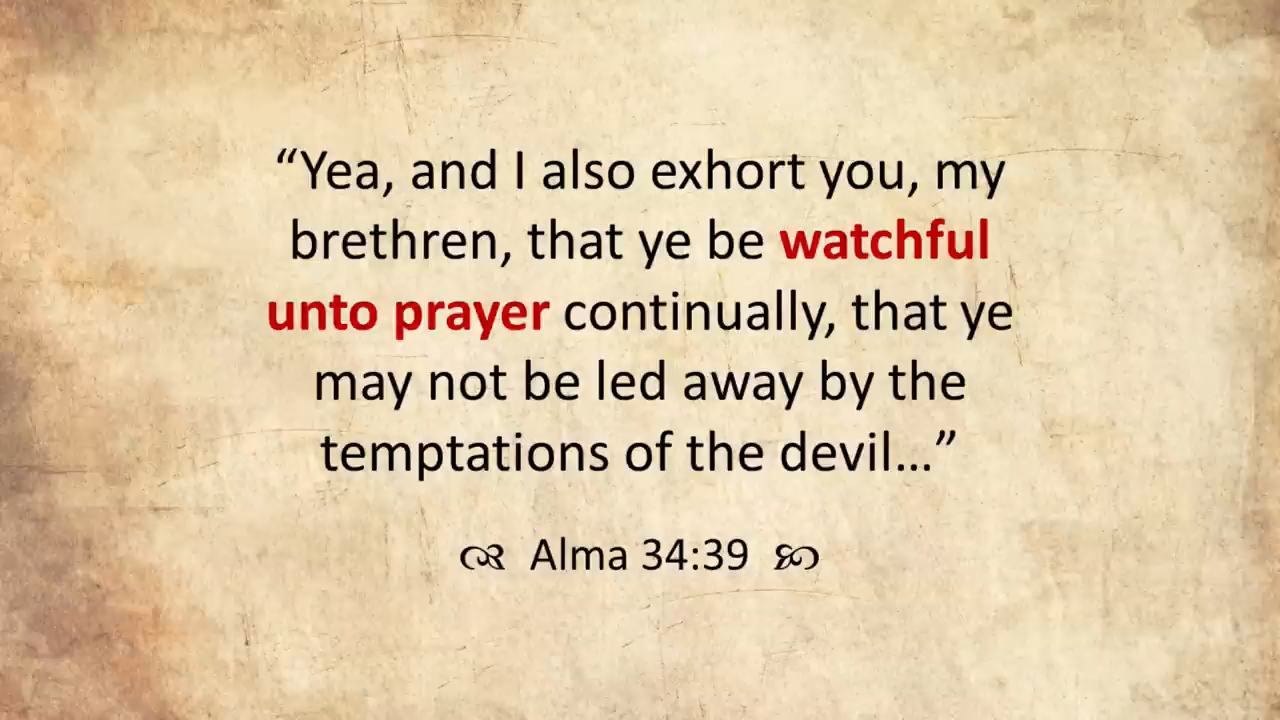 “Yea, and I also exhort you, my
brethren, that ye be watchful
unto prayer continually, that ye
may not be led away by the
temptations of the devil…”
Alma 34:39